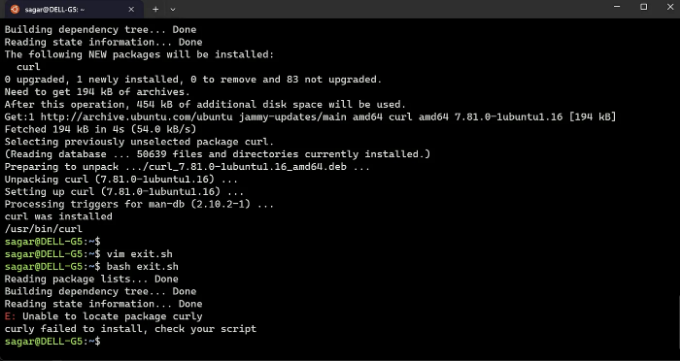 sagar@DELL-G5: ~
Building dependency tree... Done
Reading state information... Done
The following NEW packages will be installed:
  curl
0 upgraded, 1 newly installed, 0 to remove and 83 not upgraded.
Need to get 194 kB of archives.
After this operation, 454 kB of additional disk space will be used.
Get:1 http://archive.ubuntu.com/ubuntu jammy-updates/main amd64 curl amd64 7.81.0-1ubuntu1.16 [194 kB]
Fetched 194 kB in 4s (54.0 kB/s)
Selecting previously unselected package curl.
(Reading database ... 50639 files and directories currently installed.)
Preparing to unpack .../curl_7.81.0-1ubuntu1.16_amd64.deb ...
Unpacking curl (7.81.0-1ubuntu1.16) ...
Setting up curl (7.81.0-1ubuntu1.16) ...
Processing triggers for man-db (2.10.2-1) ...
curl was installed
/usr/bin/curl
sagar@DELL-G5:~$
sagar@DELL-G5:~$ vim exit.sh
sagar@DELL-G5:~$ bash exit.sh
Reading package lists... Done
Building dependency tree... Done
Reading state information... Done
E: Unable to locate package curly
curly failed to install, check your script
sagar@DELL-G5:~$